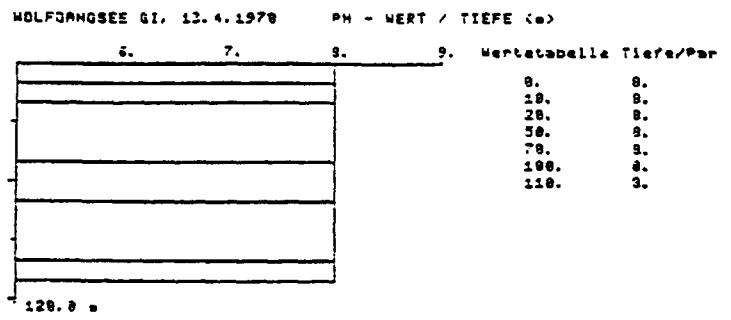 WOLFGANGSEE GI, 13.4.1978 PH - WERT / TIEFE (m)
6. 7. 8. 9. Wertetabelle Tiefe/Par
0. 8.
10. 8.
20. 8.
50. 8.
70. 8.
100. 8.
110. 8.
120.0 m